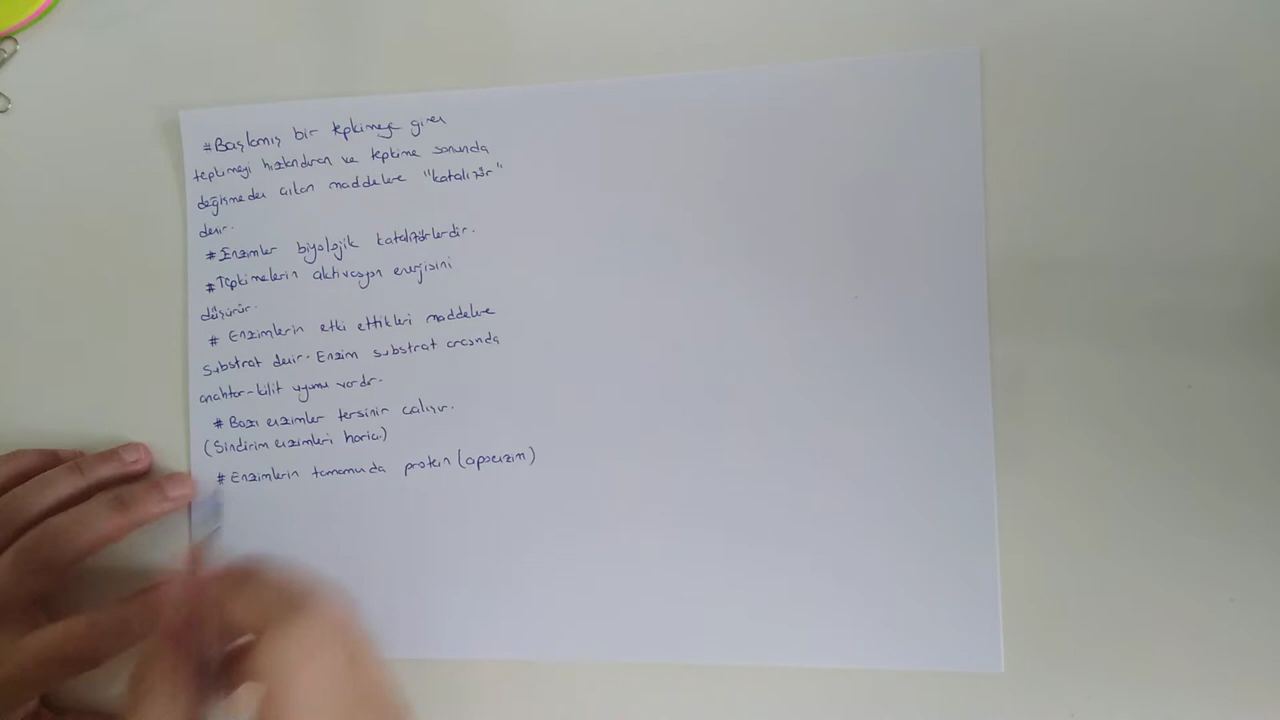 #Başlamış bir tepkimeye giren
tepkimeyi hızlandıran ve tepkime sonunda
değişmeden çıkan maddelere "katalizör"
denir.
#Enzimler biyolojik katalizörlerdir.
#Tepkimelerin aktivasyon enerjisini
düşürür.
# Enzimlerin etki ettikleri maddelere
Substrat denir. Enzim substrat arasında
anahtar-kilit uyumu vardır.
# Bazı enzimler tersinir çalışır.
(Sindirim enzimleri hariç)
#Enzimlerin tamamında protein (apoenzim)